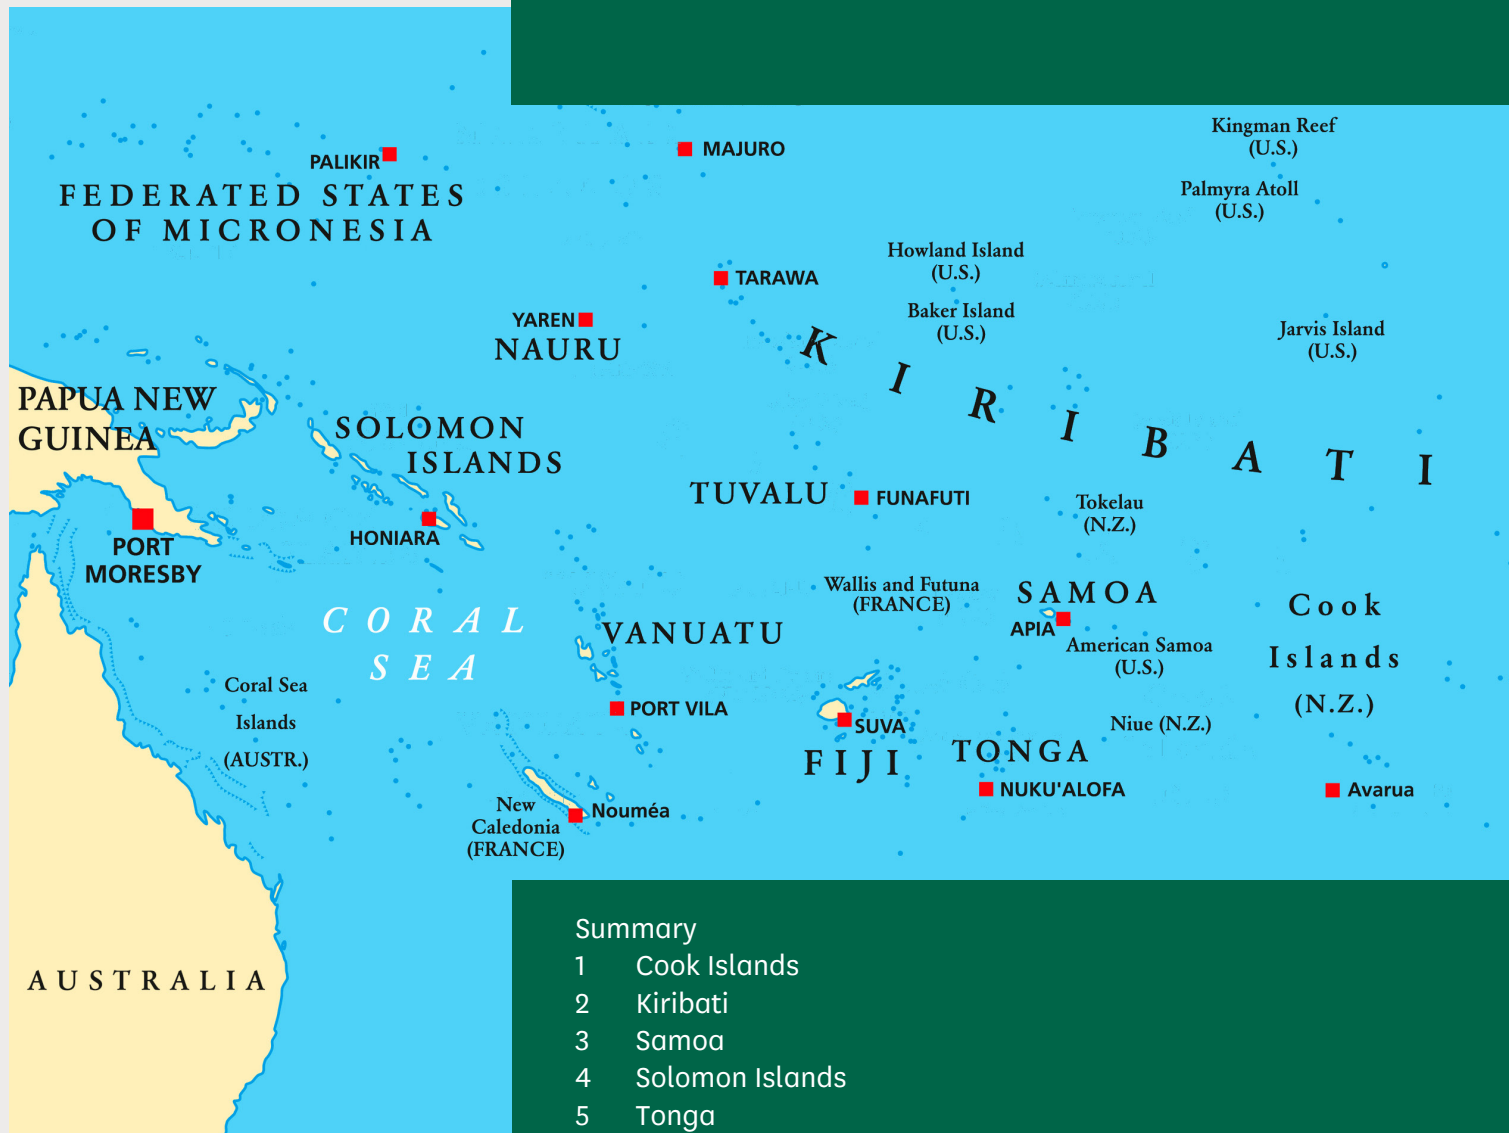 Kingman Reef
(U.S.)
PALIKIR
MAJURO
FEDERATED STATES
OF MICRONESIA
Palmyra Atoll
(U.S.)
Howland Island
(U.S.)
TARAWA
Baker Island
(U.S.)
YAREN
NAURU
Jarvis Island
(U.S.)
KIRIBATI
PAPUA NEW
GUINEA
SOLOMON
ISLANDS
TUVALU
FUNAFUTI
Tokelau
(N.Z.)
HONIARA
PORT
MORESBY
Wallis and Futuna
(FRANCE)
SAMOA
APIA
American Samoa
(U.S.)
Cook
Islands
(N.Z.)
CORAL
SEA
VANUATU
Coral Sea
Islands
(AUSTR.)
PORT VILA
SUVA
FIJI
Niue (N.Z.)
TONGA
NUKU'ALOFA
Avarua
New
Caledonia
(FRANCE)
Nouméa
AUSTRALIA
Summary
1 Cook Islands
2 Kiribati
3 Samoa
4 Solomon Islands
5 Tonga